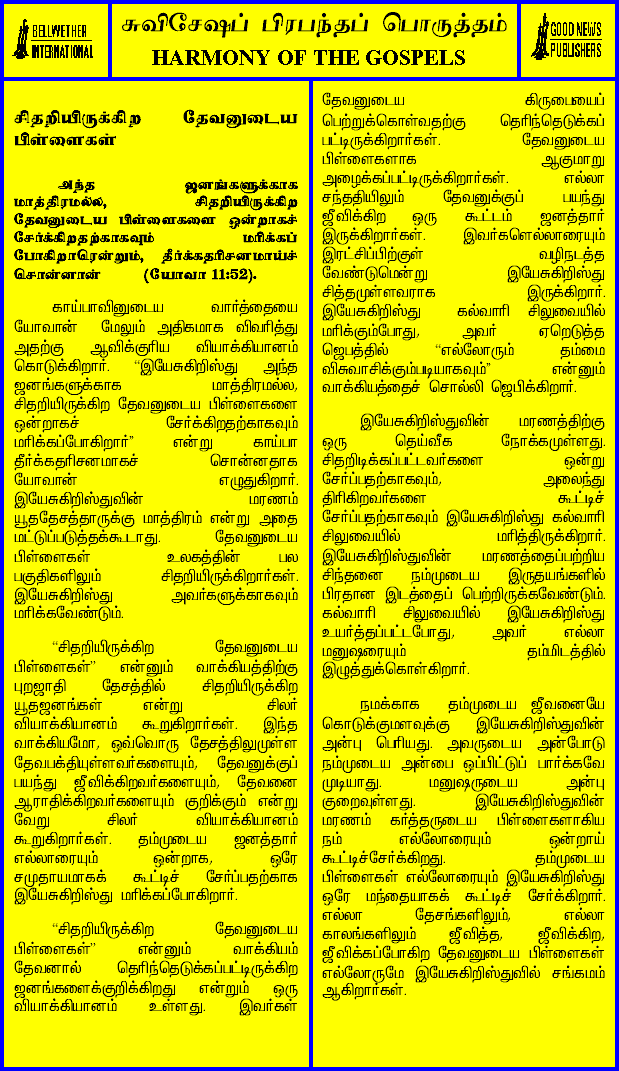 BELLWETHER
INTERNATIONAL
சுவிசேஷப் பிரபந்தப் பொருத்தம்
HARMONY OF THE GOSPELS
GOOD NEWS
PUBLISHERS
சிதறியிருக்கிற தேவனுடைய
பிள்ளைகள்
அந்த ஜனங்களுக்காக
மாத்திரமல்ல, சிதறியிருக்கிற
தேவனுடைய பிள்ளைகளை ஒன்றாகச்
சேர்க்கிறதற்காகவும் மரிக்கப்
போகிறாரென்றும், தீர்க்கதரிசனமாய்ச்
சொன்னான் (யோவா 11:52).
காய்பாவினுடைய வார்த்தையை
யோவான் மேலும் அதிகமாக விவரித்து
அதற்கு ஆவிக்குரிய வியாக்கியானம்
கொடுக்கிறார். “இயேசுகிறிஸ்து அந்த
ஜனங்களுக்காக மாத்திரமல்ல,
சிதறியிருக்கிற தேவனுடைய பிள்ளைகளை
ஒன்றாகச் சேர்க்கிறதற்காகவும்
மரிக்கப்போகிறார்” என்று காய்பா
தீர்க்கதரிசனமாகச் சொன்னதாக
யோவான் எழுதுகிறார்.
இயேசுகிறிஸ்துவின் மரணம்
யூததேசத்தாருக்கு மாத்திரம் என்று அதை
மட்டுப்படுத்தக்கூடாது. தேவனுடைய
பிள்ளைகள் உலகத்தின் பல
பகுதிகளிலும் சிதறியிருக்கிறார்கள்.
இயேசுகிறிஸ்து அவர்களுக்காகவும்
மரிக்கவேண்டும்.
“சிதறியிருக்கிற தேவனுடைய
பிள்ளைகள்” என்னும் வாக்கியத்திற்கு
புறஜாதி தேசத்தில் சிதறியிருக்கிற
யூதஜனங்கள் என்று சிலர்
வியாக்கியானம் கூறுகிறார்கள். இந்த
வாக்கியமோ, ஒவ்வொரு தேசத்திலுமுள்ள
தேவபக்தியுள்ளவர்களையும், தேவனுக்குப்
பயந்து ஜீவிக்கிறவர்களையும், தேவனை
ஆராதிக்கிறவர்களையும் குறிக்கும் என்று
வேறு சிலர் வியாக்கியானம்
கூறுகிறார்கள். தம்முடைய ஜனத்தார்
எல்லாரையும் ஒன்றாக, ஒரே
சமுதாயமாகக் கூட்டிச் சேர்ப்பதற்காக
இயேசுகிறிஸ்து மரிக்கப்போகிறார்.
“சிதறியிருக்கிற தேவனுடைய
பிள்ளைகள்” என்னும் வாக்கியம்
தேவனால் தெரிந்தெடுக்கப்பட்டிருக்கிற
ஜனங்களைக்குறிக்கிறது என்றும் ஒரு
வியாக்கியானம் உள்ளது. இவர்கள்
தேவனுடைய கிருபையைப்
பெற்றுக்கொள்வதற்கு தெரிந்தெடுக்கப்
பட்டிருக்கிறார்கள். தேவனுடைய
பிள்ளைகளாக ஆகுமாறு
அழைக்கப்பட்டிருக்கிறார்கள். எல்லா
சந்ததியிலும் தேவனுக்குப் பயந்து
ஜீவிக்கிற ஒரு கூட்டம் ஜனத்தார்
இருக்கிறார்கள். இவர்களெல்லாரையும்
இரட்சிப்பிற்குள் வழிநடத்த
வேண்டுமென்று இயேசுகிறிஸ்து
சித்தமுள்ளவராக இருக்கிறார்.
இயேசுகிறிஸ்து கல்வாரி சிலுவையில்
மரிக்கும்போது, அவர் ஏறெடுத்த
ஜெபத்தில் “எல்லோரும் தம்மை
விசுவாசிக்கும்படியாகவும்” என்னும்
வாக்கியத்தைச் சொல்லி ஜெபிக்கிறார்.
இயேசுகிறிஸ்துவின் மரணத்திற்கு
ஒரு தெய்வீக நோக்கமுள்ளது.
சிதறடிக்கப்பட்டவர்களை ஒன்று
சேர்ப்பதற்காகவும், அலைந்து
திரிகிறவர்களை கூட்டிச்
சேர்ப்பதற்காகவும் இயேசுகிறிஸ்து கல்வாரி
சிலுவையில் மரித்திருக்கிறார்.
இயேசுகிறிஸ்துவின் மரணத்தைப்பற்றிய
சிந்தனை நம்முடைய இருதயங்களில்
பிரதான இடத்தைப் பெற்றிருக்கவேண்டும்.
கல்வாரி சிலுவையில் இயேசுகிறிஸ்து
உயர்த்தப்பட்டபோது, அவர் எல்லா
மனுஷரையும் தம்மிடத்தில்
இழுத்துக்கொள்கிறார்.
நமக்காக தம்முடைய ஜீவனையே
கொடுக்குமளவுக்கு இயேசுகிறிஸ்துவின்
அன்பு பெரியது. அவருடைய அன்போடு
நம்முடைய அன்பை ஒப்பிட்டுப் பார்க்கவே
முடியாது. மனுஷருடைய அன்பு
குறைவுள்ளது. இயேசுகிறிஸ்துவின்
மரணம் கர்த்தருடைய பிள்ளைகளாகிய
நம் எல்லோரையும் ஒன்றாய்
கூட்டிச்சேர்க்கிறது. தம்முடைய
பிள்ளைகள் எல்லோரையும் இயேசுகிறிஸ்து
ஒரே மந்தையாகக் கூட்டிச் சேர்க்கிறார்.
எல்லா தேசங்களிலும், எல்லா
காலங்களிலும் ஜீவித்த, ஜீவிக்கிற,
ஜீவிக்கப்போகிற தேவனுடைய பிள்ளைகள்
எல்லோருமே இயேசுகிறிஸ்துவில் சங்கமம்
ஆகிறார்கள்.